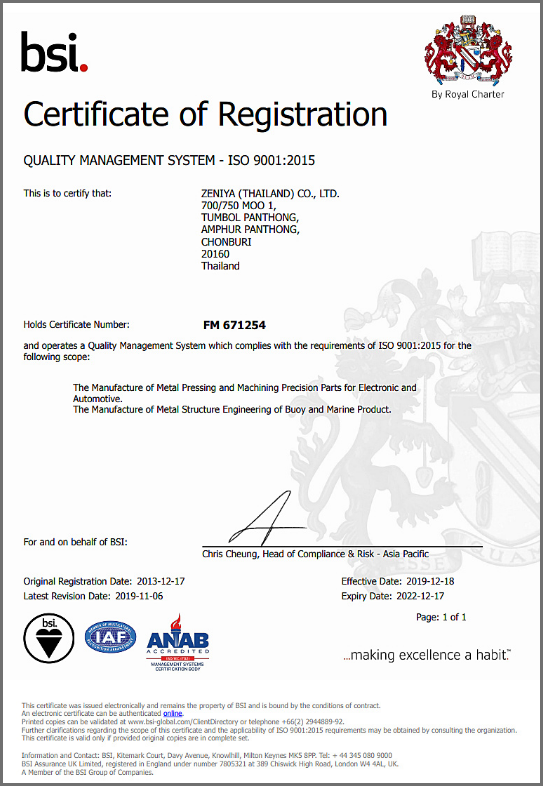 bsi.
By Royal Charter
Certificate of Registration
QUALITY MANAGEMENT SYSTEM - ISO 9001:2015
This is to certify that:
ZENIYA (THAILAND) CO., LTD.
700/750 MOO 1,
TUMBOL PANTHONG,
AMPHUR PANTHONG,
CHONBURI
20160
Thailand
Holds Certificate Number:
FM 671254
and operates a Quality Management System which complies with the requirements of ISO 9001:2015 for the
following scope:
The Manufacture of Metal Pressing and Machining Precision Parts for Electronic and
Automotive.
The Manufacture of Metal Structure Engineering of Buoy and Marine Product.
For and on behalf of BSI:
Chris Cheung, Head of Compliance & Risk - Asia Pacific
Original Registration Date: 2013-12-17
Effective Date: 2019-12-18
Latest Revision Date: 2019-11-06
Expiry Date: 2022-12-17
Page: 1 of 1
bsi.
IAF
ANAB
ACCREDITED
MANAGEMENT SYSTEMS
CERTIFICATION BODY
...making excellence a habit.™
This certificate was issued electronically and remains the property of BSI and is bound by the conditions of contract.
An electronic certificate can be authenticated online.
Printed copies can be validated at www.bsi-global.com/ClientDirectory or telephone +66(2) 2944889-92.
Further clarifications regarding the scope of this certificate and the applicability of ISO 9001:2015 requirements may be obtained by consulting the organization.
This certificate is valid only if provided original copies are in complete set.
Information and Contact: BSI, Kitemark Court, Davy Avenue, Knowlhill, Milton Keynes MK5 8PP. Tel: + 44 345 080 9000
BSI Assurance UK Limited, registered in England under number 7805321 at 389 Chiswick High Road, London W4 4AL, UK.
A Member of the BSI Group of Companies.